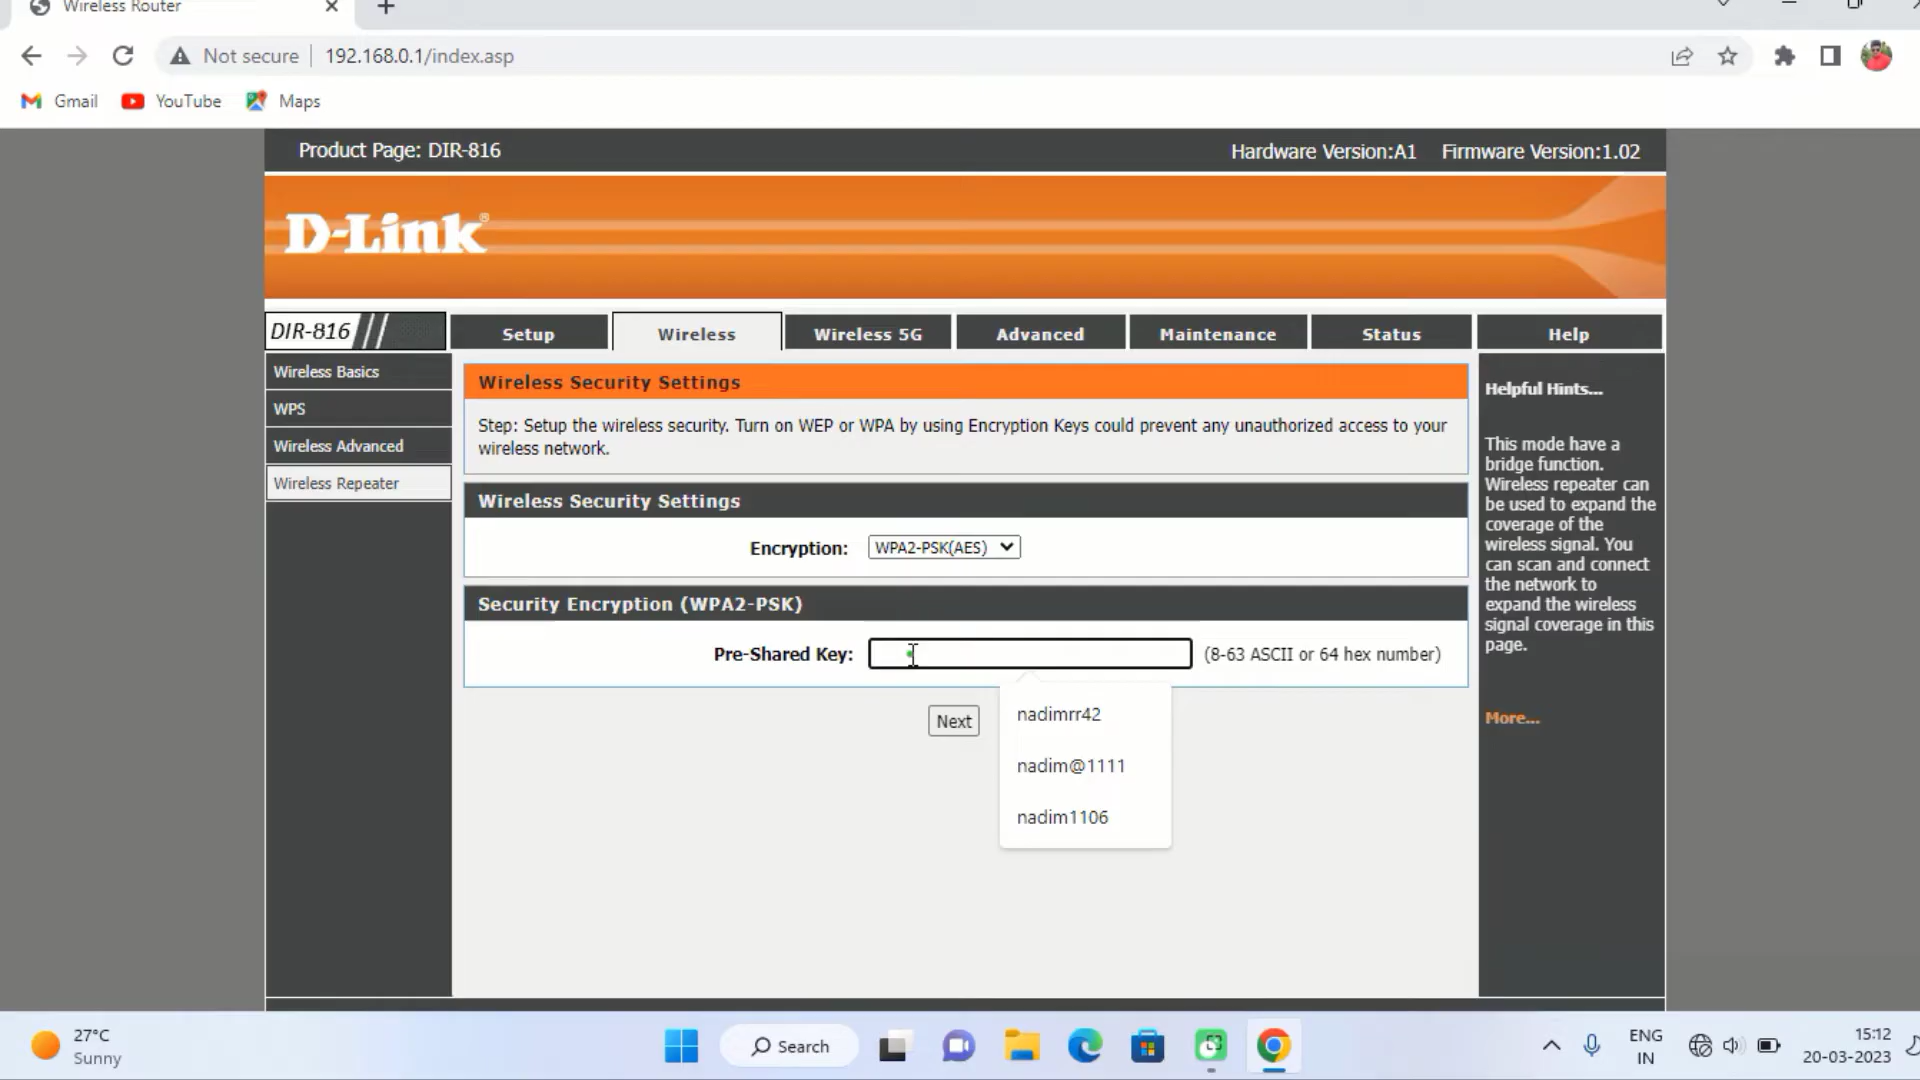 Wireless Router
Not secure
192.168.0.1/index.asp
Gmail
YouTube
Maps
Product Page: DIR-816
Hardware Version:A1
Firmware Version:1.02
D-Link®
DIR-816
Setup
Wireless
Wireless 5G
Advanced
Maintenance
Status
Help
Wireless Basics
WPS
Wireless Advanced
Wireless Repeater
Wireless Security Settings
Step: Setup the wireless security. Turn on WEP or WPA by using Encryption Keys could prevent any unauthorized access to your
wireless network.
Wireless Security Settings
Encryption:
WPA2-PSK(AES)
Security Encryption (WPA2-PSK)
Pre-Shared Key:
(8-63 ASCII or 64 hex number)
nadimrr42
nadim@1111
nadim1106
Next
Helpful Hints...
This mode have a
bridge function.
Wireless repeater can
be used to expand the
coverage of the
wireless signal. You
can scan and connect
the network to
expand the wireless
signal coverage in this
page.
More...
27°C
Sunny
Search
ENG
IN
15:12
20-03-2023